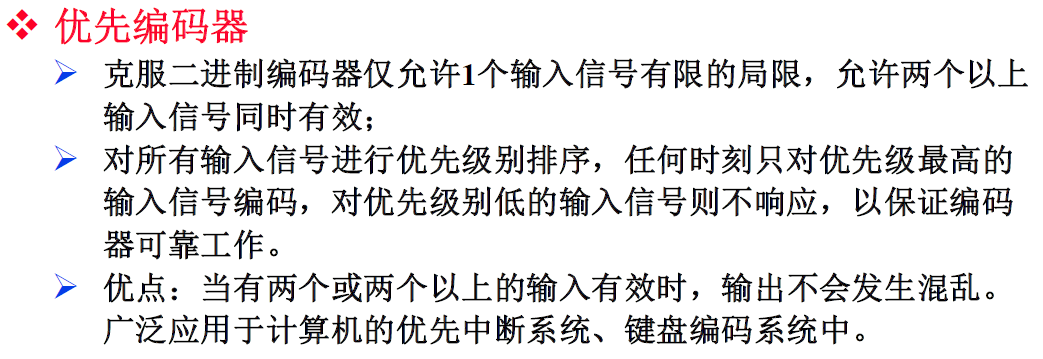 ❖ 优先编码器
➢ 克服二进制编码器仅允许1个输入信号有限的局限，允许两个以上
输入信号同时有效；
➢ 对所有输入信号进行优先级别排序，任何时刻只对优先级最高的
输入信号编码，对优先级别低的输入信号则不响应，以保证编码
器可靠工作。
➢ 优点：当有两个或两个以上的输入有效时，输出不会发生混乱。
广泛应用于计算机的优先中断系统、键盘编码系统中。